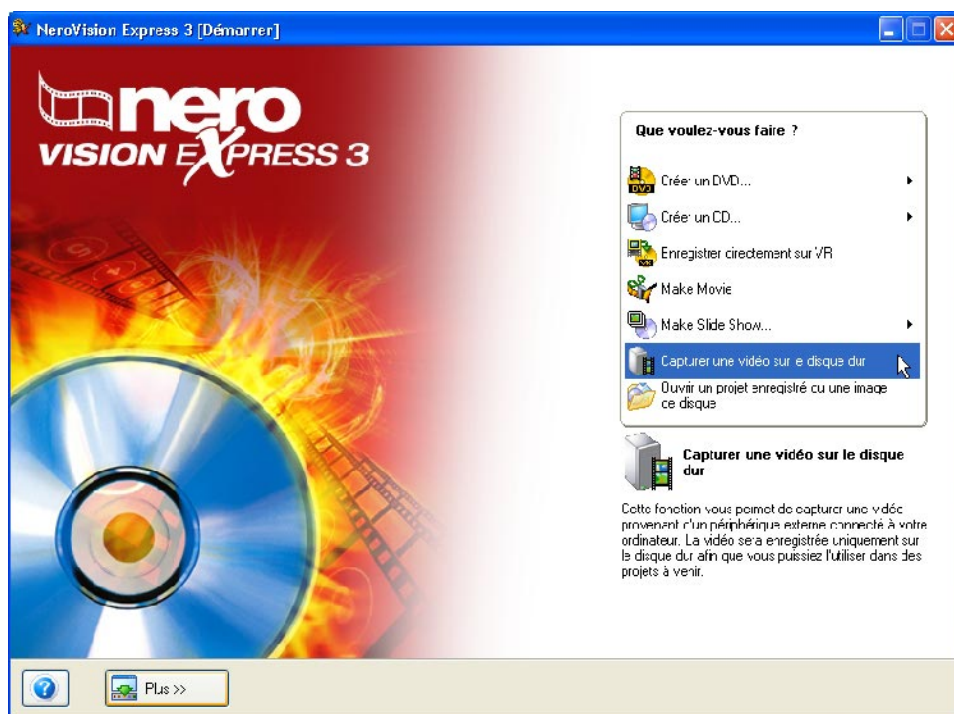 NeroVision Express 3 [Démarrer]
nero
VISION EXPRESS 3
Que voulez-vous faire ?
Créer un DVD...
Créer un CD...
Enregistrer directement sur VR
Make Movie
Make Slide Show...
Capturer une vidéo sur le disque dur
Ouvrir un projet enregistré ou une image
de disque
Capturer une vidéo sur le disque
dur
Cette fonction vous permet de capturer une vidéo
provenant d'un périphérique externe connecté à votre
ordinateur. La vidéo sera enregistrée uniquement sur
le disque dur afin que vous puissiez l'utiliser dans des
projets à venir.
Plus >>